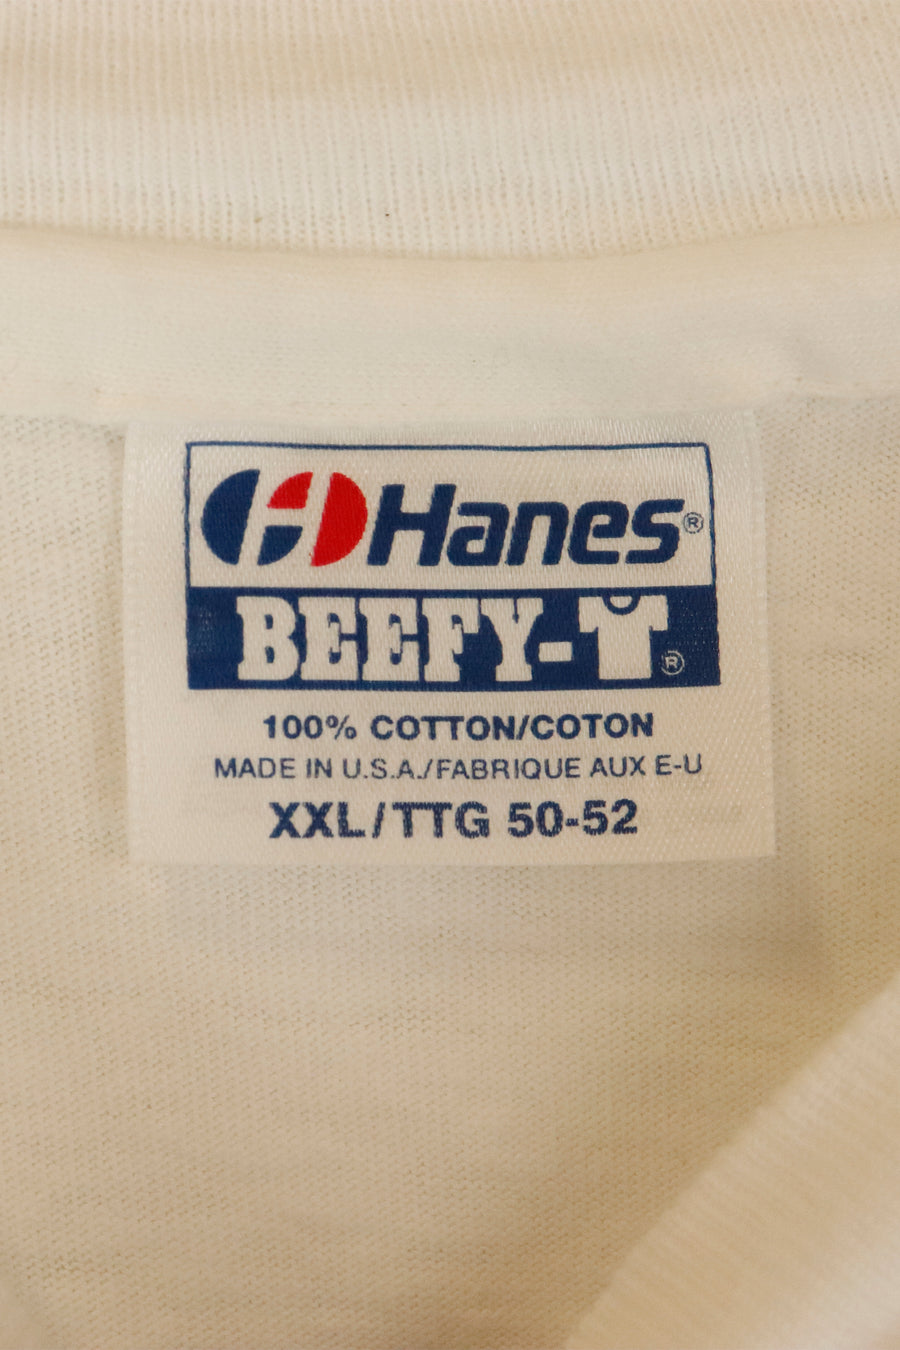 Hanes®
BEEFY-T®
100% COTTON/COTON
MADE IN U.S.A./FABRIQUE AUX E-U
XXL/TTG 50-52